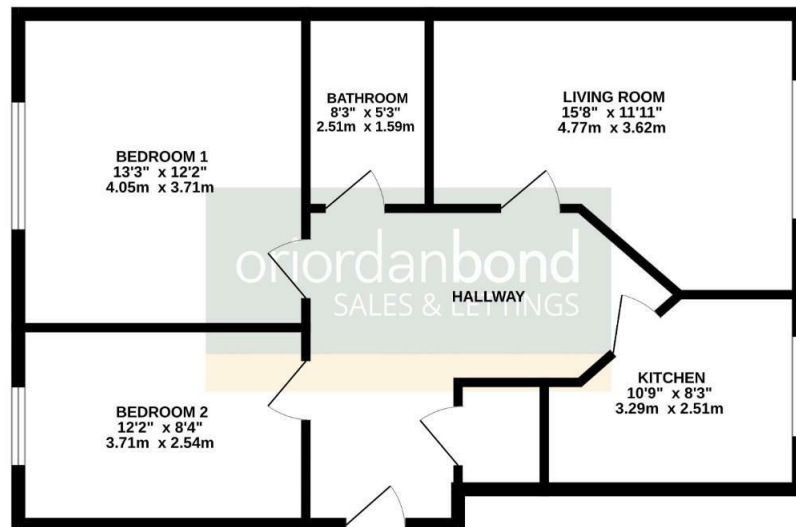 BATHROOM
8'3" x 5'3"
2.51m x 1.59m
LIVING ROOM
15'8" x 11'11"
4.77m x 3.62m
BEDROOM 1
13'3" x 12'2"
4.05m x 3.71m
oriordanbond
SALES & LETTINGS
HALLWAY
KITCHEN
10'9" x 8'3"
3.29m x 2.51m
BEDROOM 2
12'2" x 8'4"
3.71m x 2.54m